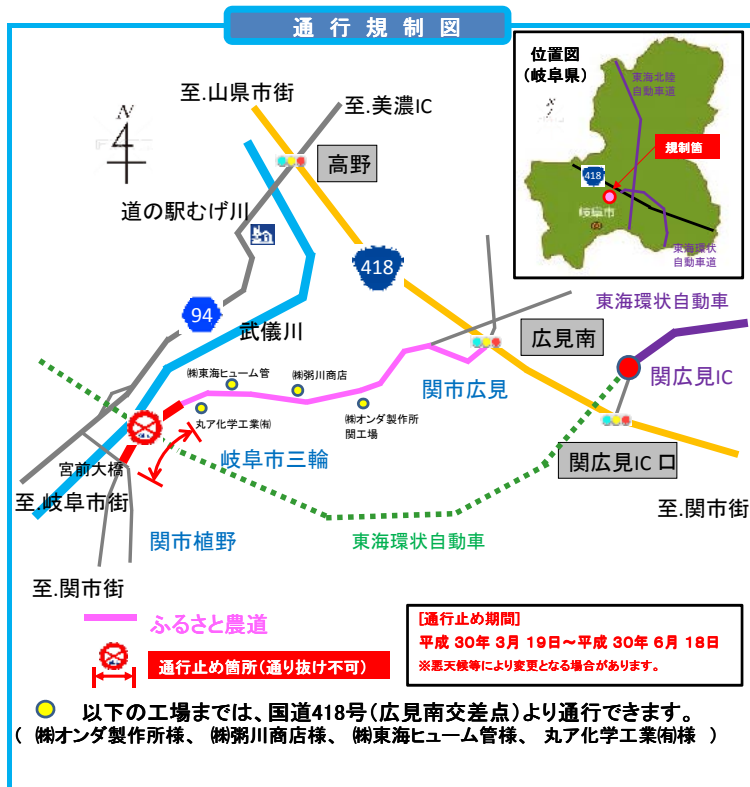 通行規制図
位置図
(岐阜県)
東海北陸
自動車道
規制箇
418
岐阜市
東海環状
自動車道
N
至.山県市街
至.美濃IC
高野
道の駅むげ川
418
94
武儀川
東海環状自動車
広見南
関広見IC
㈱東海ヒューム管
㈱粥川商店
関市広見
丸ア化学工業㈲
㈱オンダ製作所
関工場
岐阜市三輪
宮前大橋
関広見IC 口
至.岐阜市街
至.関市街
関市植野
東海環状自動車
至.関市街
ふるさと農道
通行止め箇所(通り抜け不可)
[通行止め期間]
平成 30年 3月 19日~平成 30年 6月 18日
※悪天候等により変更となる場合があります。
以下の工場までは、国道418号(広見南交差点)より通行できます。
( ㈱オンダ製作所様、 ㈱粥川商店様、 ㈱東海ヒューム管様、 丸ア化学工業㈲様 )